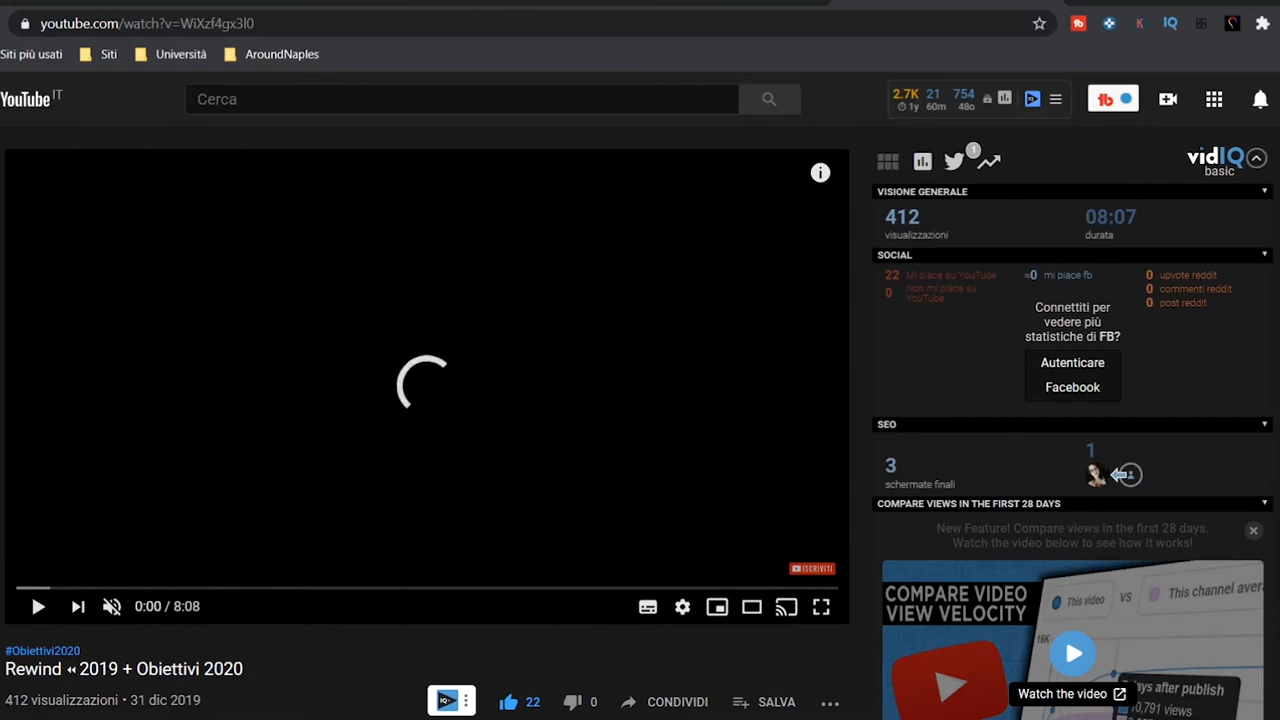 youtube.com/watch?v=WiXzf4gx3l0
Siti più usati Siti Università AroundNaples
YouTube IT
Cerca
2.7K 21 754
1y 60m 48o
vidIQ
basic
1
VISIONE GENERALE
412 08:07
visualizzazioni durata
SOCIAL
22 Mi piace su YouTube ≈0 mi piace fb 0 upvote reddit
0 Non mi piace su YouTube 0 commenti reddit
0 post reddit
Connettiti per
vedere più
statistiche di FB?
Autenticare
Facebook
SEO
3 1
schermate finali
COMPARE VIEWS IN THE FIRST 28 DAYS
New Feature! Compare views in the first 28 days.
Watch the video below to see how it works!
COMPARE VIDEO
VIEW VELOCITY
This video VS This channel avera
Watch the video
days after publish
10,791 views
ISCRIVITI
0:00 / 8:08
#Obiettivi2020
Rewind ⏪ 2019 + Obiettivi 2020
412 visualizzazioni • 31 dic 2019
22 0 CONDIVIDI SALVA